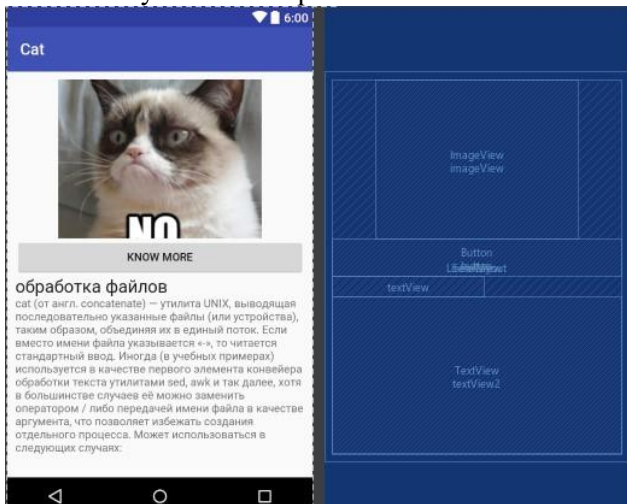 6:00
Cat
NO
KNOW MORE
обработка файлов
cat (от англ. concatenate) — утилита UNIX, выводящая
последовательно указанные файлы (или устройства),
таким образом, объединяя их в единый поток. Если
вместо имени файла указывается «-», то читается
стандартный ввод. Иногда (в учебных примерах)
используется в качестве первого элемента конвейера
обработки текста утилитами sed, awk и так далее, хотя
в большинстве случаев её можно заменить
оператором / либо передачей имени файла в качестве
аргумента, что позволяет избежать создания
отдельного процесса. Может использоваться в
следующих случаях:
ImageView
imageView
Button
textView
TextView
textView2